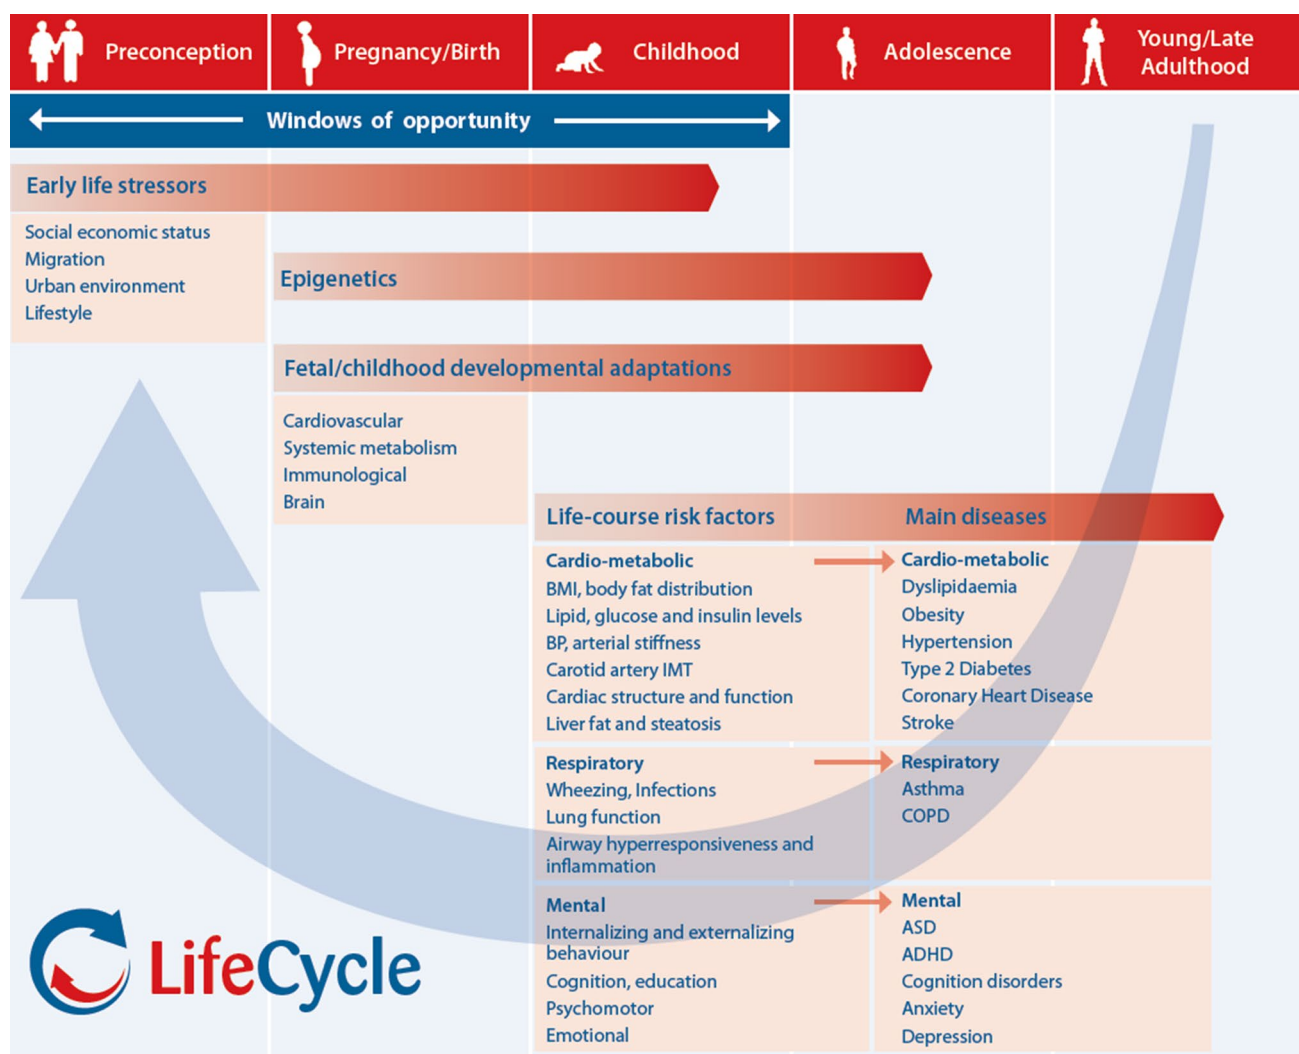 Preconception
Pregnancy/Birth
Childhood
Adolescence
Young/Late
Adulthood
Windows of opportunity
Early life stressors
Social economic status
Migration
Urban environment
Lifestyle
Epigenetics
Fetal/childhood developmental adaptations
Cardiovascular
Systemic metabolism
Immunological
Brain
Life-course risk factors
Main diseases
Cardio-metabolic
BMI, body fat distribution
Lipid, glucose and insulin levels
BP, arterial stiffness
Carotid artery IMT
Cardiac structure and function
Liver fat and steatosis
Cardio-metabolic
Dyslipidaemia
Obesity
Hypertension
Type 2 Diabetes
Coronary Heart Disease
Stroke
Respiratory
Wheezing, Infections
Lung function
Airway hyperresponsiveness and
inflammation
Respiratory
Asthma
COPD
Mental
Internalizing and externalizing
behaviour
Cognition, education
Psychomotor
Emotional
Mental
ASD
ADHD
Cognition disorders
Anxiety
Depression
LifeCycle